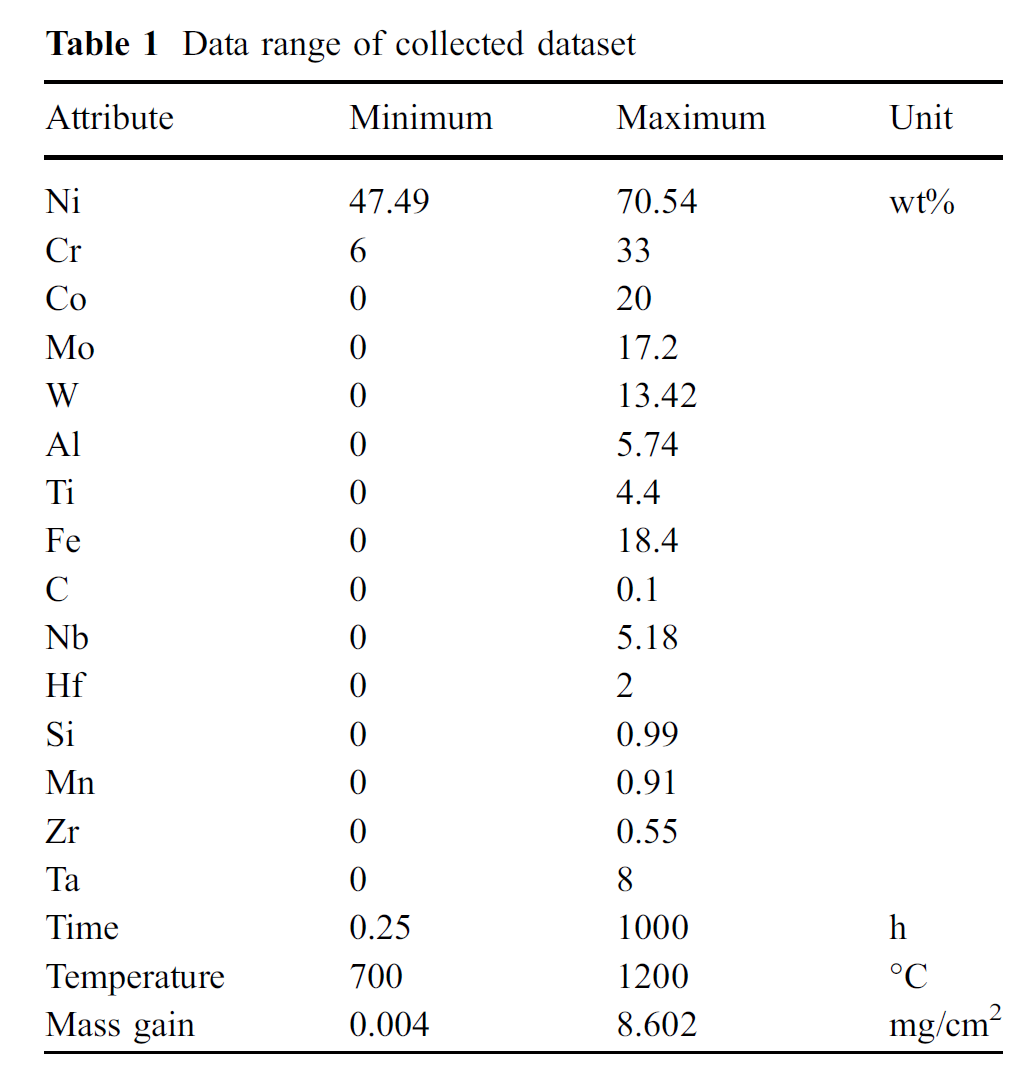 Table 1 Data range of collected dataset
Attribute Minimum Maximum Unit
Ni 47.49 70.54 wt%
Cr 6 33
Co 0 20
Mo 0 17.2
W 0 13.42
Al 0 5.74
Ti 0 4.4
Fe 0 18.4
C 0 0.1
Nb 0 5.18
Hf 0 2
Si 0 0.99
Mn 0 0.91
Zr 0 0.55
Ta 0 8
Time 0.25 1000 h
Temperature 700 1200 °C
Mass gain 0.004 8.602 mg/cm²